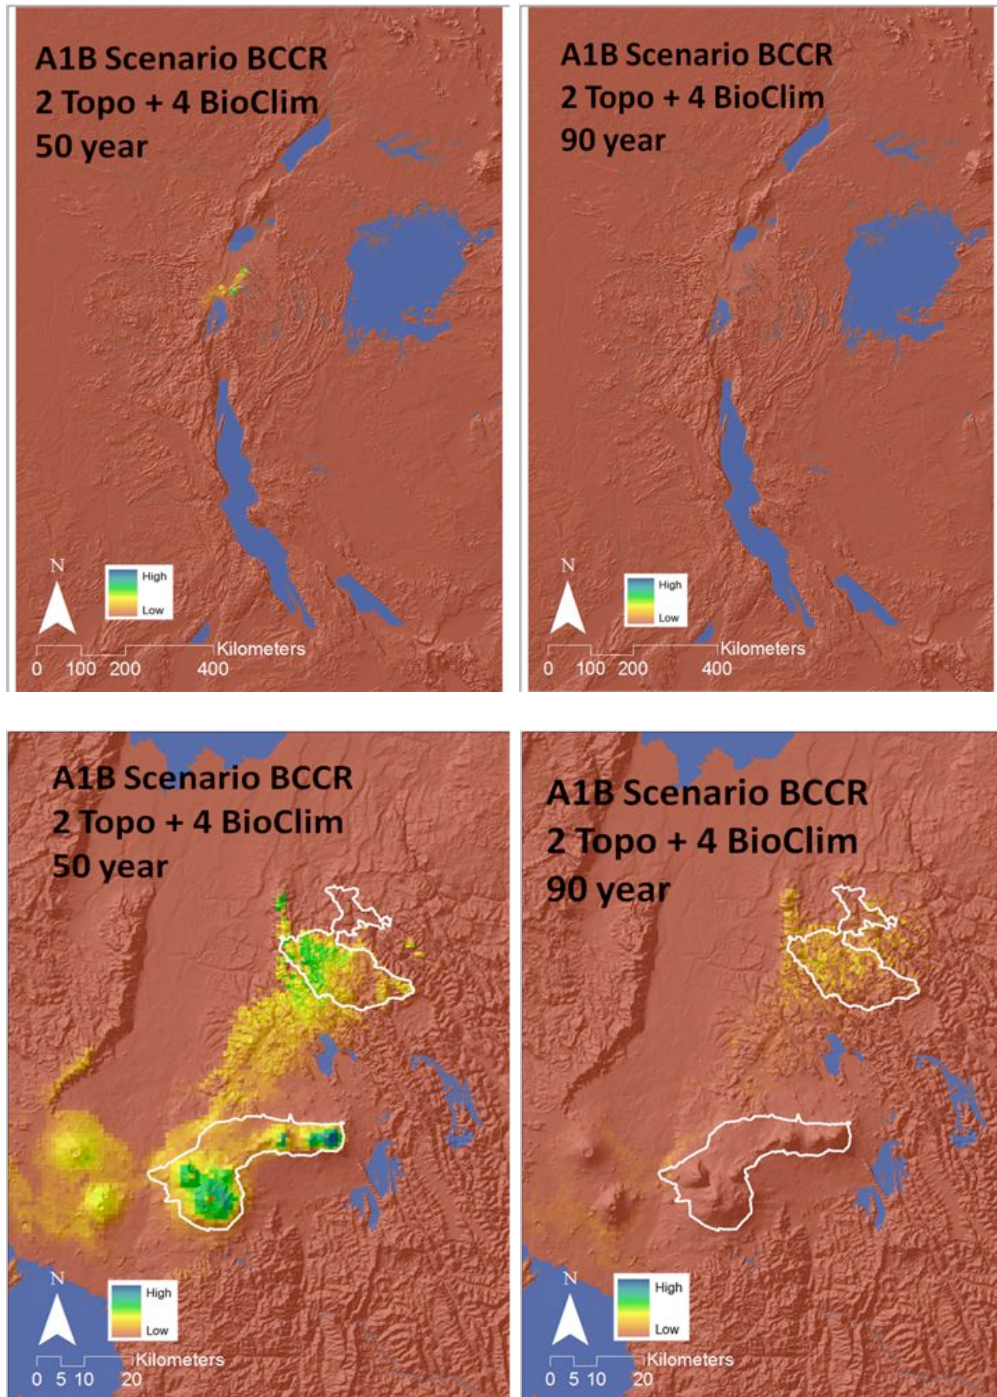 A1B Scenario BCCR
2 Topo + 4 BioClim
50 year
N
High
Low
Kilometers
0 100 200 400
A1B Scenario BCCR
2 Topo + 4 BioClim
90 year
N
High
Low
Kilometers
0 100 200 400
A1B Scenario BCCR
2 Topo + 4 BioClim
50 year
N
High
Low
Kilometers
0 5 10 20
A1B Scenario BCCR
2 Topo + 4 BioClim
90 year
N
High
Low
Kilometers
0 5 10 20